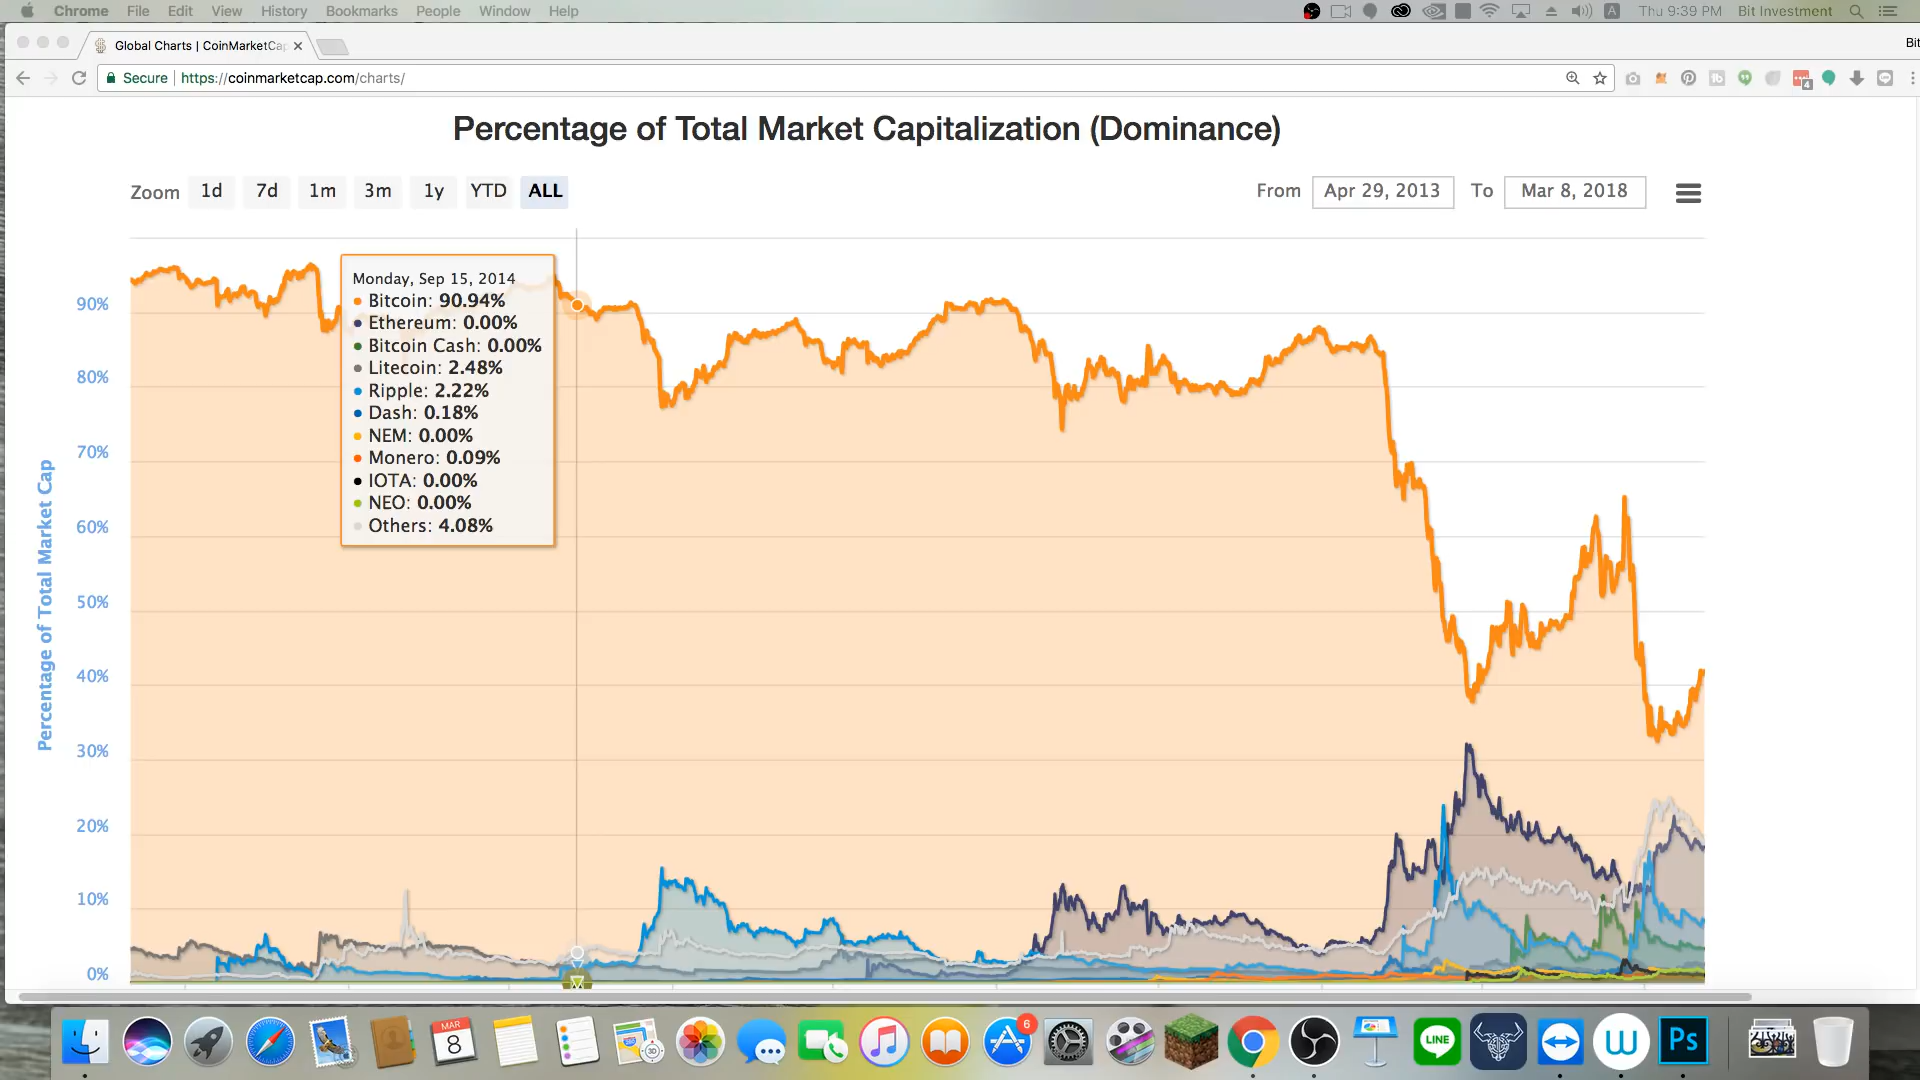 Chrome File Edit View History Bookmarks People Window Help Thu 9:39 PM Bit Investment
Global Charts | CoinMarketCap
Bit
Secure https://coinmarketcap.com/charts/
Percentage of Total Market Capitalization (Dominance)
Zoom 1d 7d 1m 3m 1y YTD ALL From Apr 29, 2013 To Mar 8, 2018
Monday, Sep 15, 2014
Bitcoin: 90.94%
Ethereum: 0.00%
Bitcoin Cash: 0.00%
Litecoin: 2.48%
Ripple: 2.22%
Dash: 0.18%
NEM: 0.00%
Monero: 0.09%
IOTA: 0.00%
NEO: 0.00%
Others: 4.08%
Percentage of Total Market Cap
90%
80%
70%
60%
50%
40%
30%
20%
10%
0%
MAR
8
6
LINE
Ps